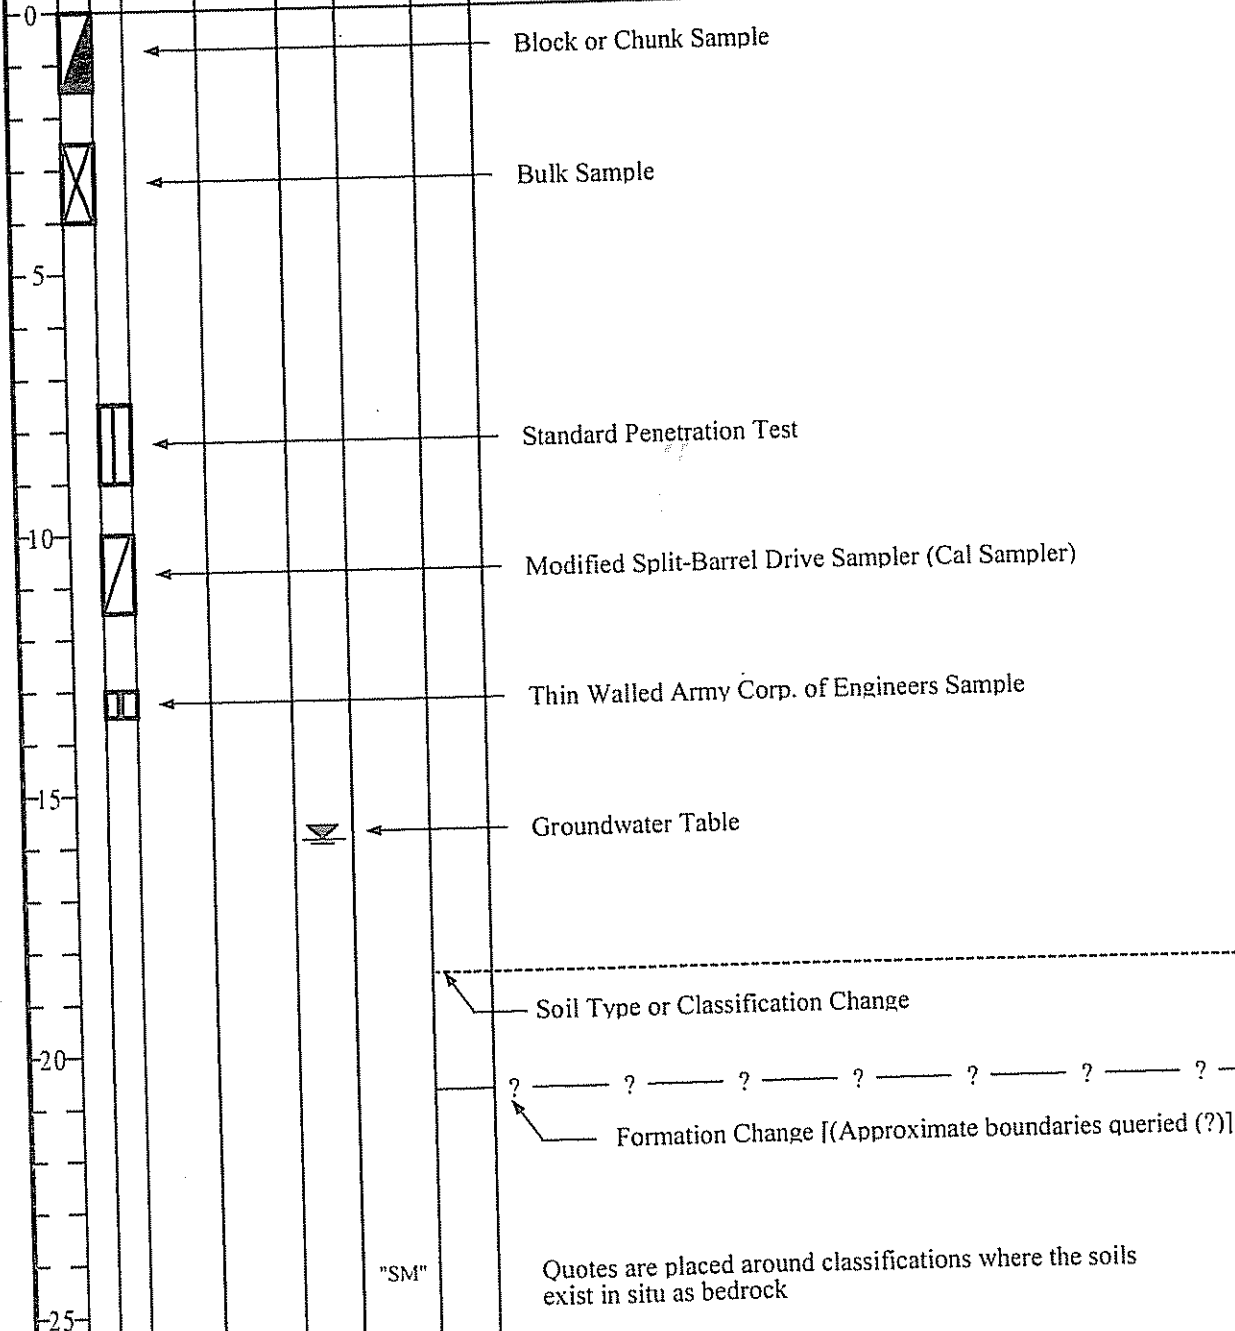 0
Block or Chunk Sample
Bulk Sample
5
Standard Penetration Test
10
Modified Split-Barrel Drive Sampler (Cal Sampler)
Thin Walled Army Corp. of Engineers Sample
15
Groundwater Table
Soil Type or Classification Change
20
? ? ? ? ? ? ?
Formation Change [(Approximate boundaries queried (?)]
"SM"
Quotes are placed around classifications where the soils
exist in situ as bedrock
25